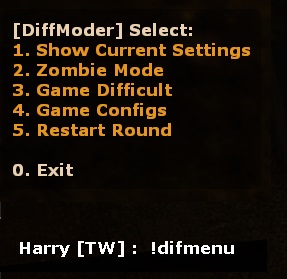 [DiffModer] Select:
1. Show Current Settings
2. Zombie Mode
3. Game Difficult
4. Game Configs
5. Restart Round
0. Exit
Harry [TW] :  !difmenu